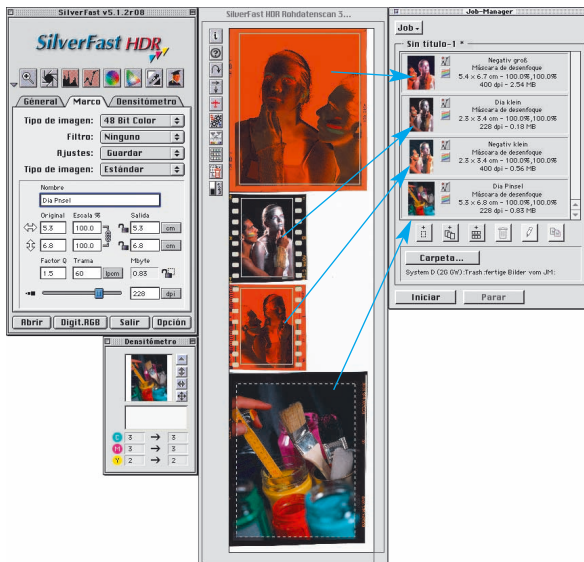 SilverFast v5.1.2r08
SilverFast HDR
Général
Marco
Densitómetro
Tipo de imagen:
48 Bit Color
Filtro:
Ninguno
Ajustes:
Guardar
Tipo de imagen:
Estándar
Nombre
Dia Pinsel
Original
Escala %
Salida
5.3
100.0
5.3
cm
6.8
100.0
6.8
cm
Factor Q
Trama
Mbyte
1.5
60
lpcm
0.83
228
dpi
Abrir
Digit.RGB
Salir
Opción
Densitómetro
C 3 → 3
M 3 → 3
Y 2 → 2
SilverFast HDR Rohdatenscan 3...
Job-Manager
Job
Sin título-1 *
Negativ groß
Máscara de desenfoque
5.4 x 6.7 cm - 100.0%,100.0%
400 dpi - 2.54 MB
Dia klein
Máscara de desenfoque
2.3 x 3.4 cm - 100.0%,100.0%
228 dpi - 0.18 MB
Negativ klein
Máscara de desenfoque
2.3 x 3.4 cm - 100.0%,100.0%
400 dpi - 0.56 MB
Dia Pinsel
Máscara de desenfoque
5.3 x 6.8 cm - 100.0%,100.0%
228 dpi - 0.83 MB
Carpeta...
System D (2G GW):Trash:fertige Bilder vom JM:
Iniciar
Parar